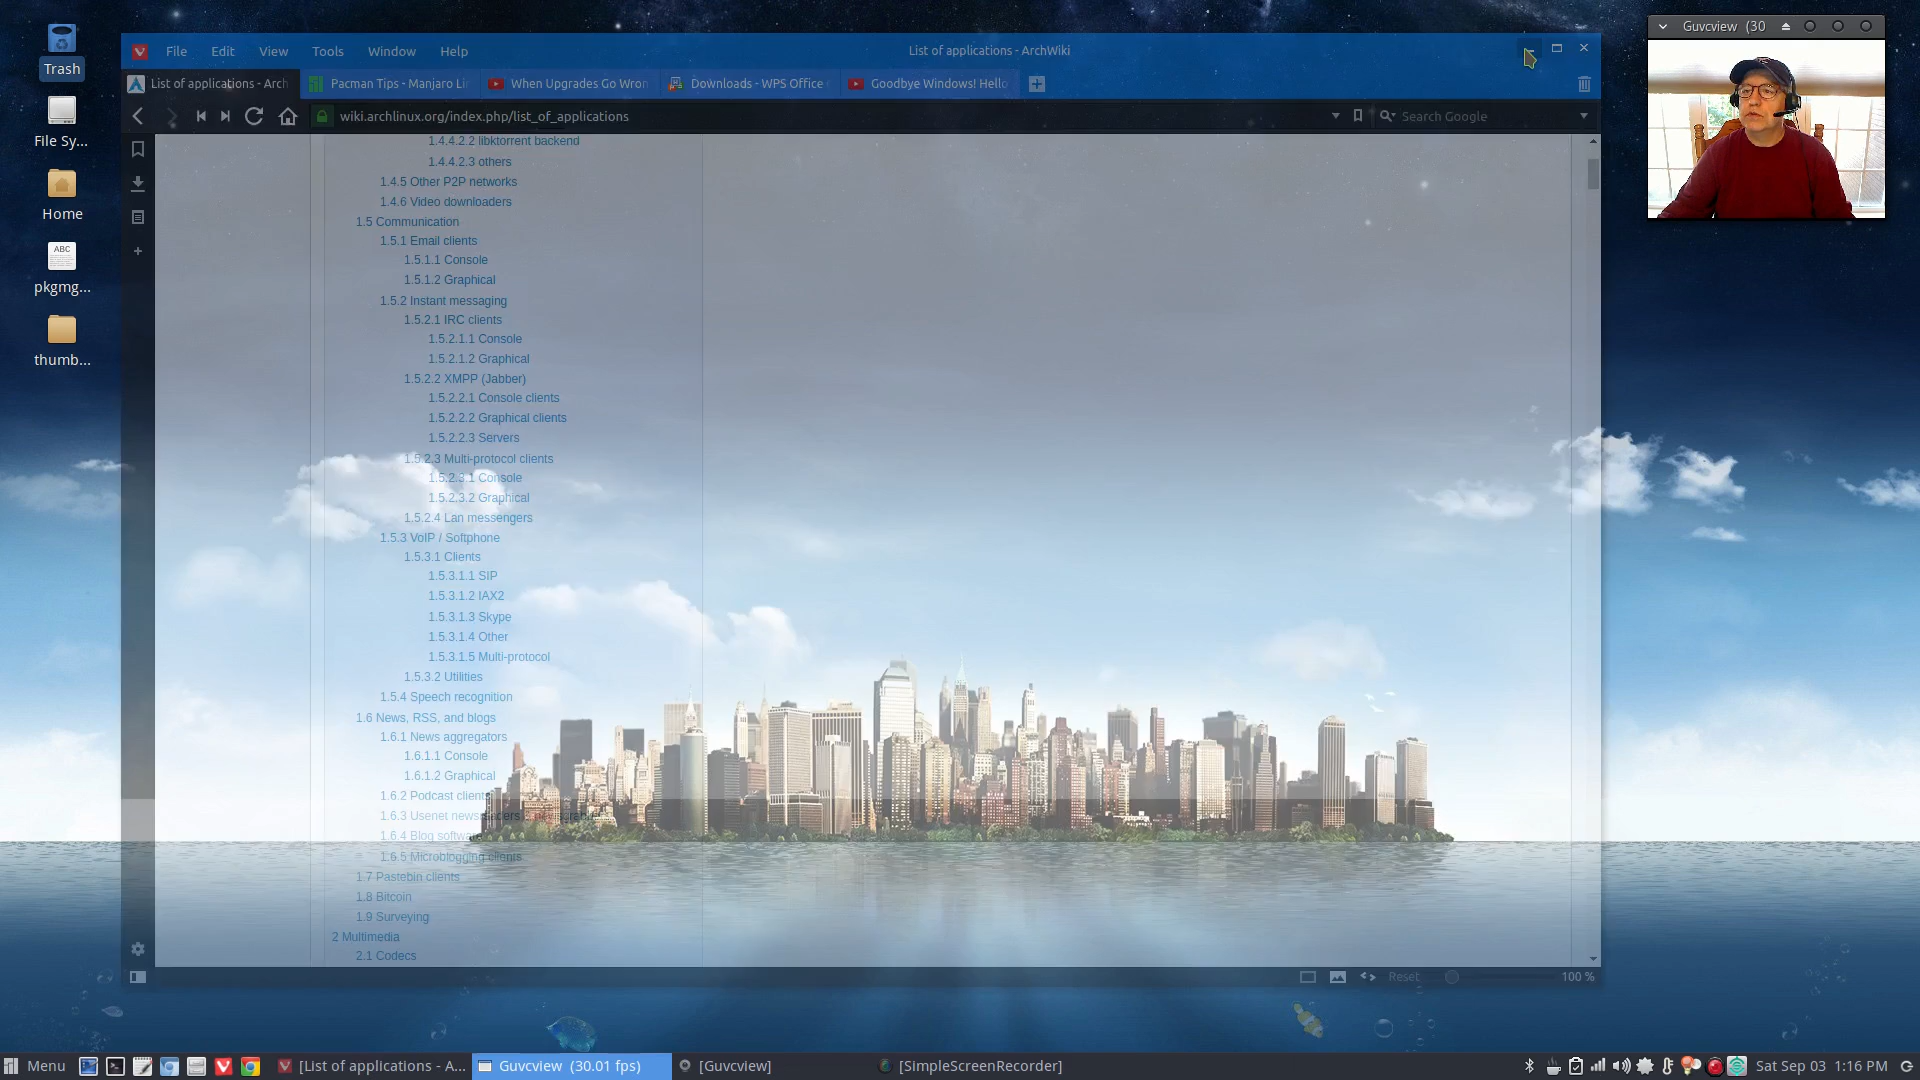 Trash
File Sy...
Home
ABC
pkgmg...
thumb...
File Edit View Tools Window Help
List of applications - ArchWiki
List of applications - Arch
Pacman Tips - Manjaro Li
When Upgrades Go Wron
Downloads - WPS Office
Goodbye Windows! Hello
wiki.archlinux.org/index.php/list_of_applications
Search Google
1.4.4.2.2 libktorrent backend
1.4.4.2.3 others
1.4.5 Other P2P networks
1.4.6 Video downloaders
1.5 Communication
1.5.1 Email clients
1.5.1.1 Console
1.5.1.2 Graphical
1.5.2 Instant messaging
1.5.2.1 IRC clients
1.5.2.1.1 Console
1.5.2.1.2 Graphical
1.5.2.2 XMPP (Jabber)
1.5.2.2.1 Console clients
1.5.2.2.2 Graphical clients
1.5.2.2.3 Servers
1.5.2.3 Multi-protocol clients
1.5.2.3.1 Console
1.5.2.3.2 Graphical
1.5.2.4 Lan messengers
1.5.3 VoIP / Softphone
1.5.3.1 Clients
1.5.3.1.1 SIP
1.5.3.1.2 IAX2
1.5.3.1.3 Skype
1.5.3.1.4 Other
1.5.3.1.5 Multi-protocol
1.5.3.2 Utilities
1.5.4 Speech recognition
1.6 News, RSS, and blogs
1.6.1 News aggregators
1.6.1.1 Console
1.6.1.2 Graphical
1.6.2 Podcast clients
1.6.3 Usenet newsreaders
1.6.4 Blog software
1.6.5 Microblogging clients
1.7 Pastebin clients
1.8 Bitcoin
1.9 Surveying
2 Multimedia
2.1 Codecs
Reset
100 %
Guvcview (30
Menu
[List of applications - A...
Guvcview (30.01 fps)
[Guvcview]
[SimpleScreenRecorder]
Sat Sep 03 1:16 PM